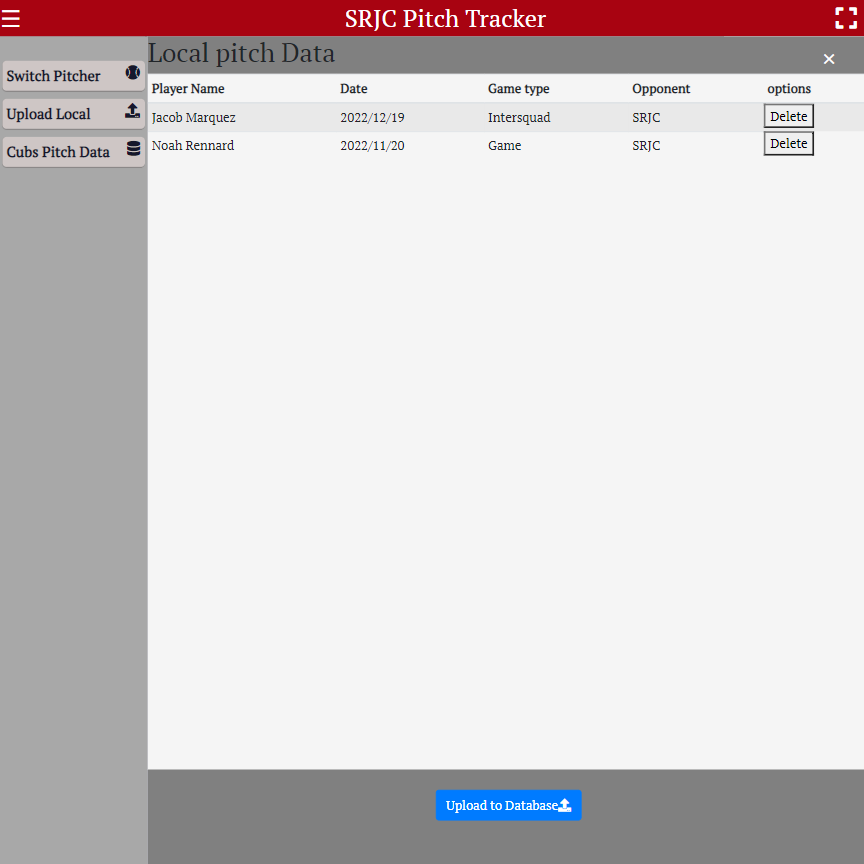 SRJC Pitch Tracker
Switch Pitcher
Upload Local
Cubs Pitch Data
Local pitch Data
Player Name Date Game type Opponent options
Jacob Marquez 2022/12/19 Intersquad SRJC Delete
Noah Rennard 2022/11/20 Game SRJC Delete
Upload to Database